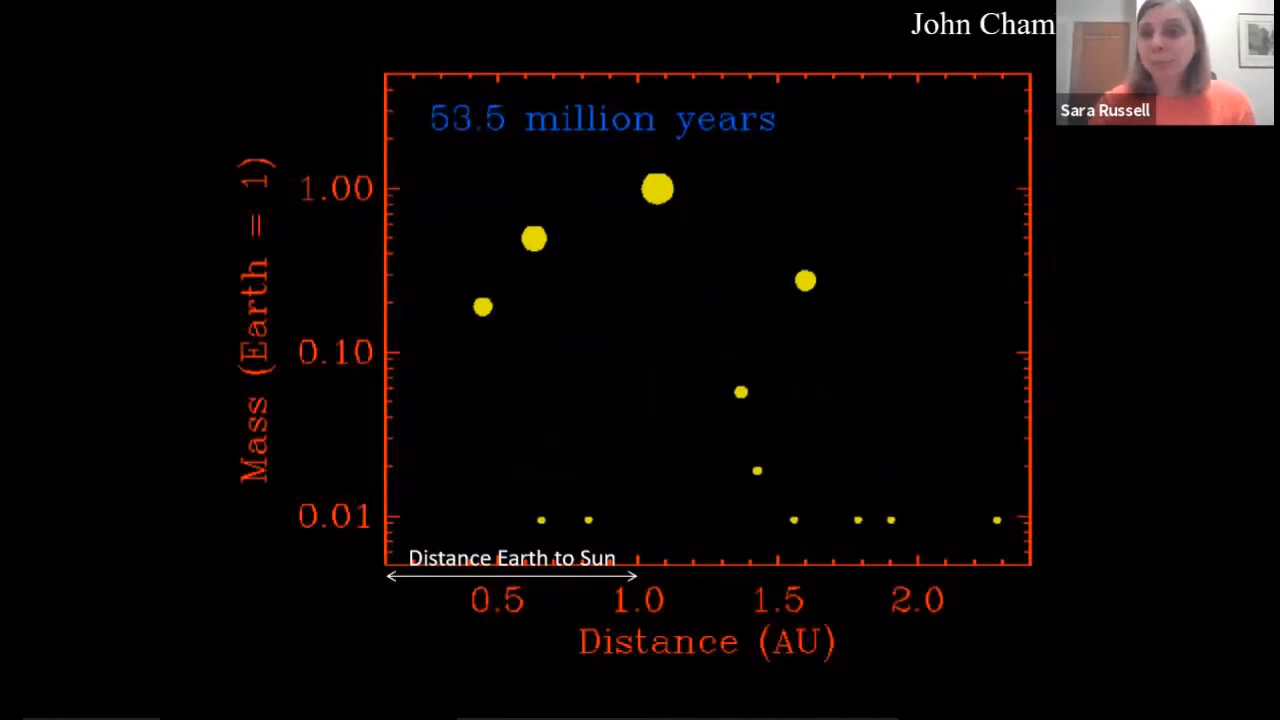 John Cham
Sara Russell
53.5 million years
Mass (Earth = 1)
1.00
0.10
0.01
Distance Earth to Sun
0.5 1.0 1.5 2.0
Distance (AU)